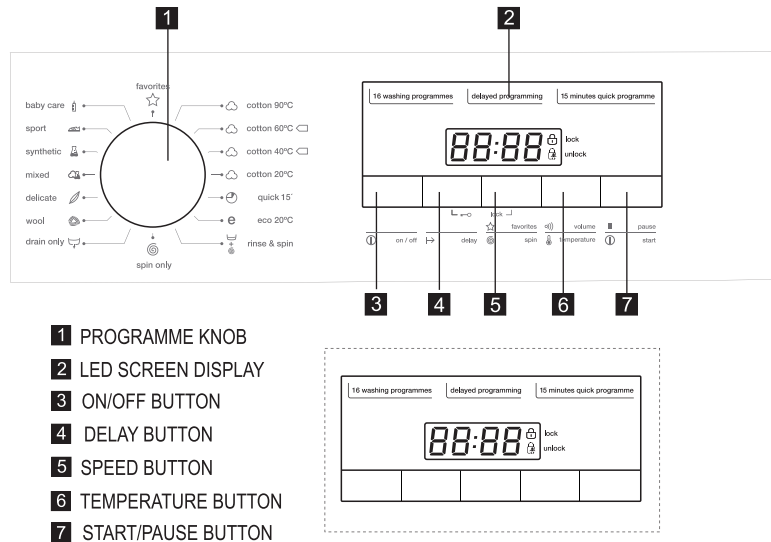 1
2
favorites
baby care
sport
synthetic
mixed
delicate
wool
drain only
spin only
cotton 90ºC
cotton 60ºC
cotton 40ºC
cotton 20ºC
quick 15´
e eco 20ºC
+ rinse & spin
16 washing programmes delayed programming 15 minutes quick programme
88:88 lock
unlock
lock
favorites volume pause
on / off delay spin temperature start
3 4 5 6 7
1 PROGRAMME KNOB
2 LED SCREEN DISPLAY
3 ON/OFF BUTTON
4 DELAY BUTTON
5 SPEED BUTTON
6 TEMPERATURE BUTTON
7 START/PAUSE BUTTON
16 washing programmes delayed programming 15 minutes quick programme
88:88 lock
unlock